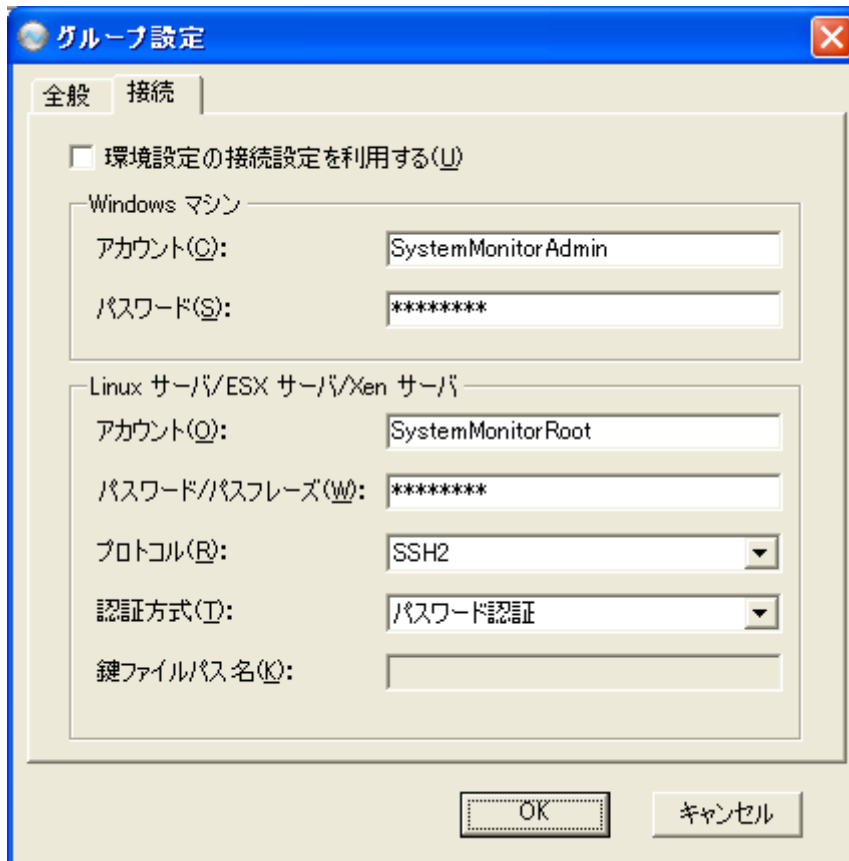 グループ設定
全般 接続
環境設定の接続設定を利用する(U)
Windows マシン
アカウント(C): SystemMonitorAdmin
パスワード(S): ********
Linux サーバ/ESX サーバ/Xen サーバ
アカウント(O): SystemMonitorRoot
パスワード/パスフレーズ(W): ********
プロトコル(R): SSH2
認証方式(T): パスワード認証
鍵ファイルパス名(K):
OK キャンセル